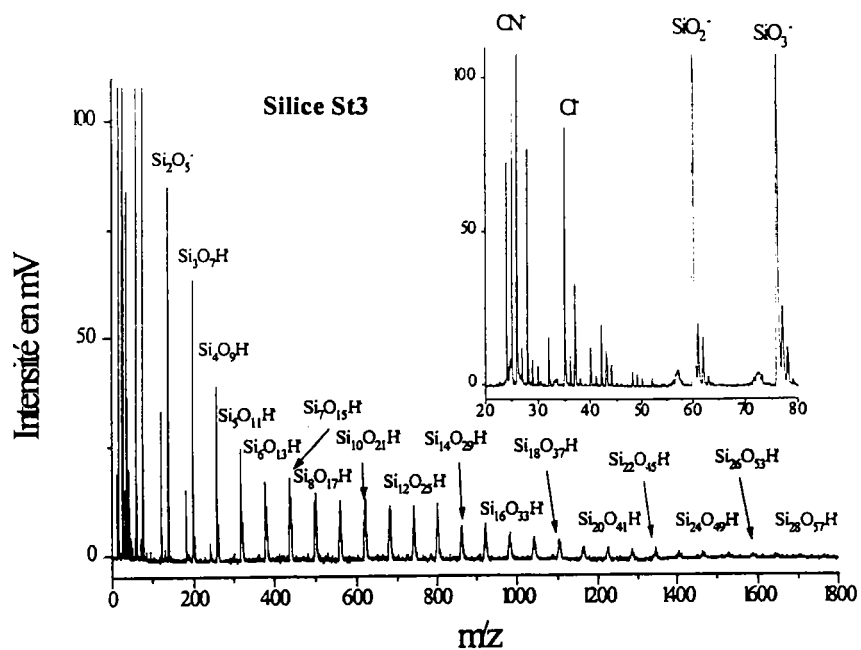 CN⁻
SiO₂⁻
SiO₃⁻
Cl⁻
100
50
0
20 30 40 50 60 70 80
Silice St3
100
50
0
Intensité en mV
Si₂O₅⁻
Si₃O₇H⁻
Si₄O₉H⁻
Si₅O₁₁H⁻
Si₆O₁₃H⁻
Si₇O₁₅H⁻
Si₈O₁₇H⁻
Si₁₀O₂₁H⁻
Si₁₂O₂₅H⁻
Si₁₄O₂₉H⁻
Si₁₆O₃₃H⁻
Si₁₈O₃₇H⁻
Si₂₀O₄₁H⁻
Si₂₂O₄₅H⁻
Si₂₄O₄₉H⁻
Si₂₆O₅₃H⁻
Si₂₈O₅₇H⁻
0 200 400 600 800 1000 1200 1400 1600 1800
m/z